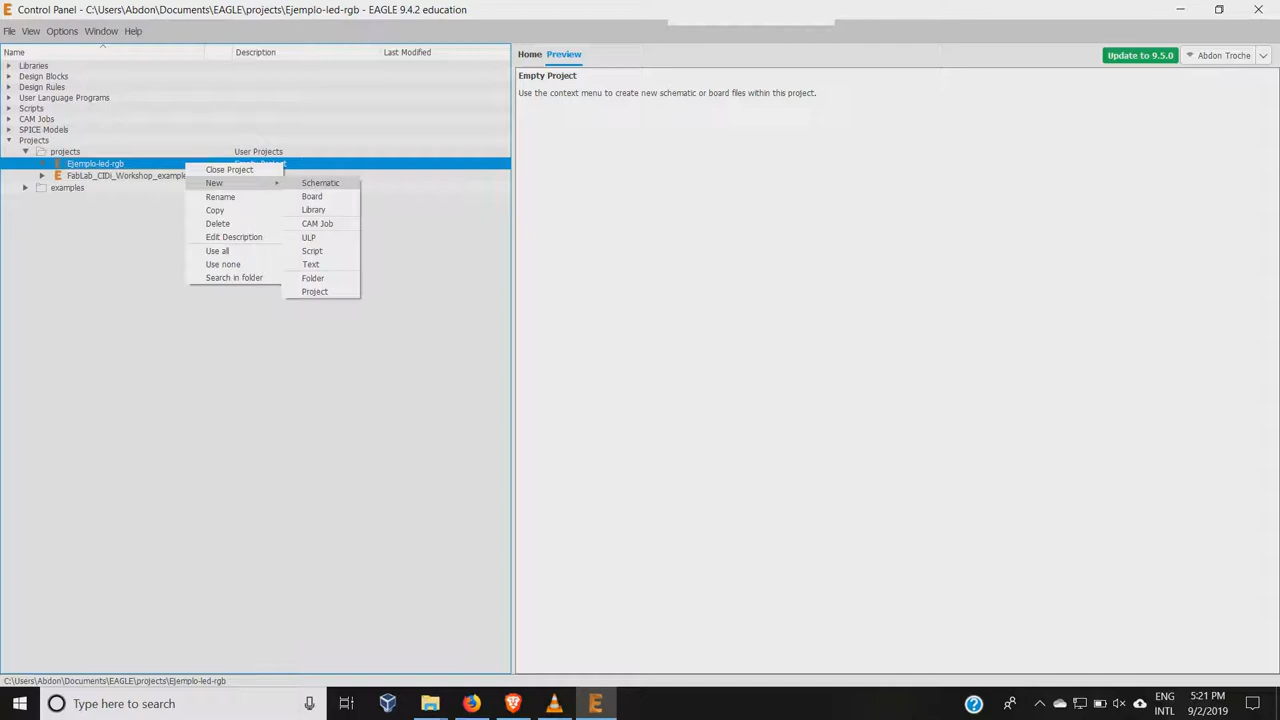 Control Panel - C:\Users\Abdon\Documents\EAGLE\projects\Ejemplo-led-rgb - EAGLE 9.4.2 education
File View Options Window Help
Name Description Last Modified
Home Preview
Update to 9.5.0
Abdon Troche
Libraries
Design Blocks
Design Rules
User Language Programs
Scripts
CAM Jobs
SPICE Models
Projects
projects User Projects
Ejemplo-led-rgb Empty Project
FabLab_CIDi_Workshop_example
examples
Close Project
New
Rename
Copy
Delete
Edit Description
Use all
Use none
Search in folder
Schematic
Board
Library
CAM Job
ULP
Script
Text
Folder
Project
Empty Project
Use the context menu to create new schematic or board files within this project.
C:\Users\Abdon\Documents\EAGLE\projects\Ejemplo-led-rgb
Type here to search
ENG
INTL
5:21 PM
9/2/2019